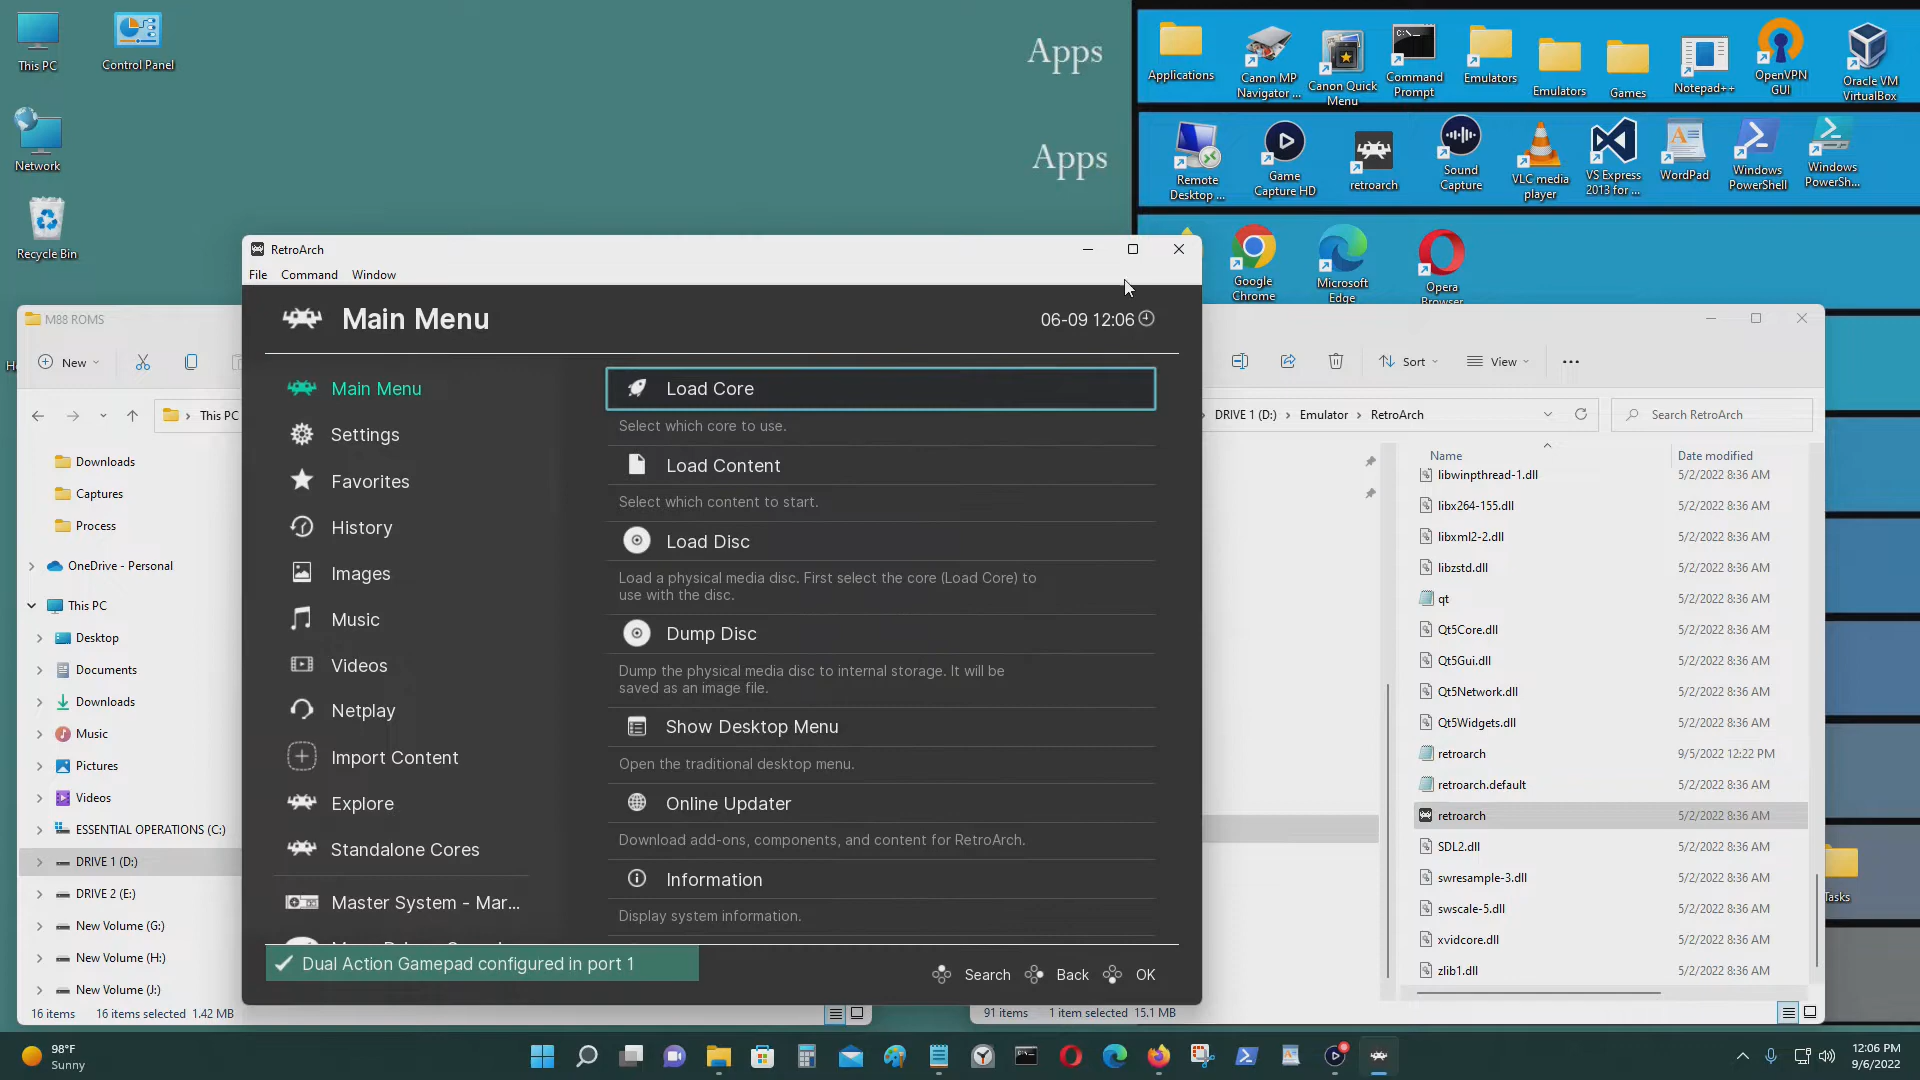 This PC
Control Panel
Network
Recycle Bin
Apps
Apps
Applications
Canon MP
Navigator ...
Canon Quick
Menu
Command
Prompt
Emulators
Emulators
Games
Notepad++
OpenVPN
GUI
Oracle VM
VirtualBox
Remote
Desktop ...
Game
Capture HD
retroarch
Sound
Capture
VLC media
player
VS Express
2013 for ...
WordPad
Windows
PowerShell
Windows
PowerSh...
Google
Chrome
Microsoft
Edge
Opera
Browser
Tasks
M88 ROMS
New
This PC
Downloads
Captures
Process
OneDrive - Personal
This PC
Desktop
Documents
Downloads
Music
Pictures
Videos
ESSENTIAL OPERATIONS (C:)
DRIVE 1 (D:)
DRIVE 2 (E:)
New Volume (G:)
New Volume (H:)
New Volume (J:)
16 items 16 items selected 1.42 MB
RetroArch
File Command Window
Main Menu
06-09 12:06
Main Menu
Settings
Favorites
History
Images
Music
Videos
Netplay
Import Content
Explore
Standalone Cores
Master System - Mar...
Load Core
Select which core to use.
Load Content
Select which content to start.
Load Disc
Load a physical media disc. First select the core (Load Core) to
use with the disc.
Dump Disc
Dump the physical media disc to internal storage. It will be
saved as an image file.
Show Desktop Menu
Open the traditional desktop menu.
Online Updater
Download add-ons, components, and content for RetroArch.
Information
Display system information.
Dual Action Gamepad configured in port 1
Search Back OK
Sort View
DRIVE 1 (D:) Emulator RetroArch
Search RetroArch
Name Date modified
libwinpthread-1.dll 5/2/2022 8:36 AM
libx264-155.dll 5/2/2022 8:36 AM
libxml2-2.dll 5/2/2022 8:36 AM
libzstd.dll 5/2/2022 8:36 AM
qt 5/2/2022 8:36 AM
Qt5Core.dll 5/2/2022 8:36 AM
Qt5Gui.dll 5/2/2022 8:36 AM
Qt5Network.dll 5/2/2022 8:36 AM
Qt5Widgets.dll 5/2/2022 8:36 AM
retroarch 9/5/2022 12:22 PM
retroarch.default 5/2/2022 8:36 AM
retroarch 5/2/2022 8:36 AM
SDL2.dll 5/2/2022 8:36 AM
swresample-3.dll 5/2/2022 8:36 AM
swscale-5.dll 5/2/2022 8:36 AM
xvidcore.dll 5/2/2022 8:36 AM
zlib1.dll 5/2/2022 8:36 AM
91 items 1 item selected 15.1 MB
98°F
Sunny
12:06 PM
9/6/2022